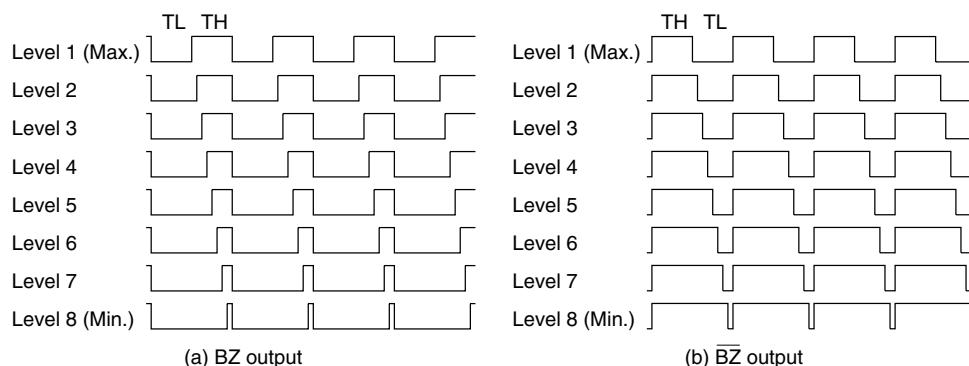 TL TH
Level 1 (Max.)
Level 2
Level 3
Level 4
Level 5
Level 6
Level 7
Level 8 (Min.)
(a) BZ output
TH TL
Level 1 (Max.)
Level 2
Level 3
Level 4
Level 5
Level 6
Level 7
Level 8 (Min.)
(b) B̅Z̅ output